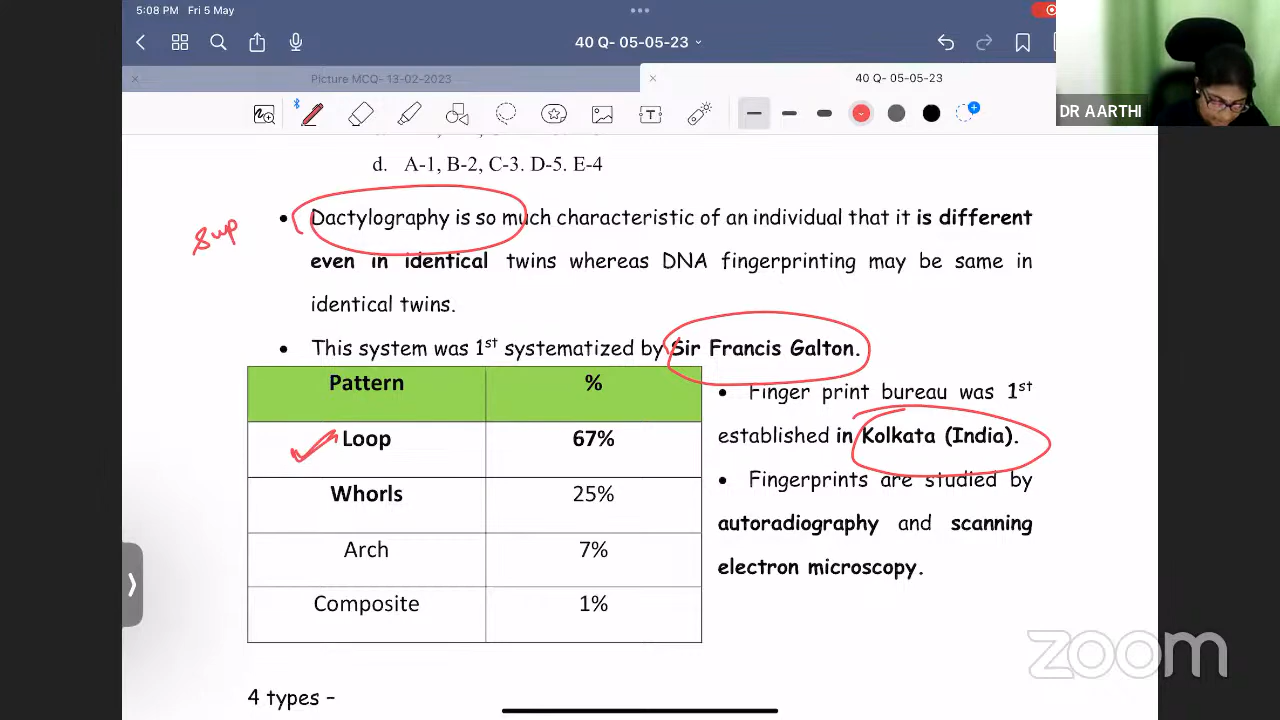 5:08 PM Fri 5 May
40 Q- 05-05-23
Picture MCQ- 13-02-2023
40 Q- 05-05-23
DR AARTHI
d. A-1, B-2, C-3. D-5. E-4
• Dactylography is so much characteristic of an individual that it is different
even in identical twins whereas DNA fingerprinting may be same in
identical twins.
• This system was 1st systematized by Sir Francis Galton.
Pattern %
Loop 67%
Whorls 25%
Arch 7%
Composite 1%
• Finger print bureau was 1st
established in Kolkata (India).
• Fingerprints are studied by
autoradiography and scanning
electron microscopy.
4 types –
zoom